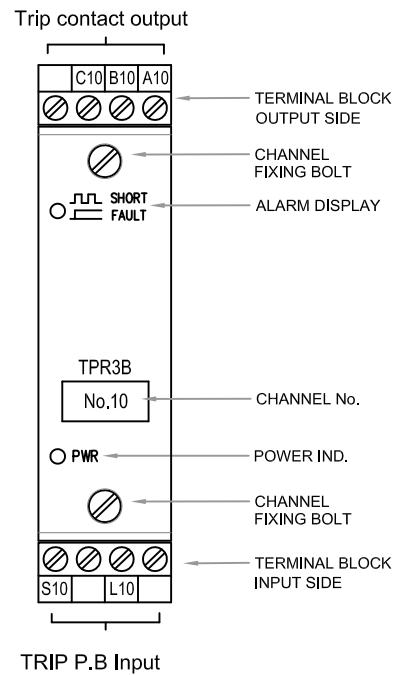 Trip contact output
C10 B10 A10
TERMINAL BLOCK
OUTPUT SIDE
CHANNEL
FIXING BOLT
SHORT
FAULT
ALARM DISPLAY
TPR3B
No.10
CHANNEL No.
PWR
POWER IND.
CHANNEL
FIXING BOLT
TERMINAL BLOCK
INPUT SIDE
S10 L10
TRIP P.B Input